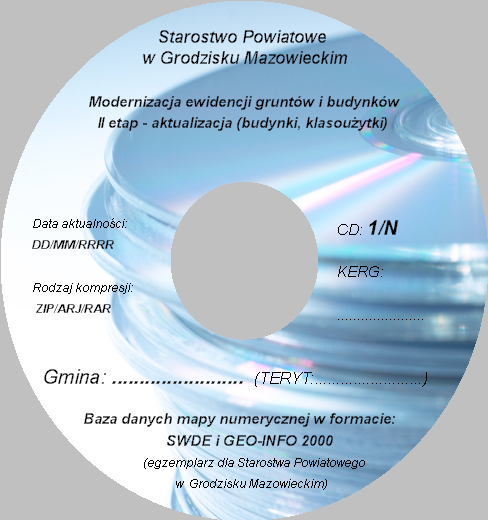 Starostwo Powiatowe
w Grodzisku Mazowieckim
Modernizacja ewidencji gruntów i budynków
II etap - aktualizacja (budynki, klasoużytki)
Data aktualności:
DD/MM/RRRR
Rodzaj kompresji:
ZIP/ARJ/RAR
CD: 1/N
KERG:
......................
Gmina: ........................ (TERYT:..........................)
Baza danych mapy numerycznej w formacie:
SWDE i GEO-INFO 2000
(egzemplarz dla Starostwa Powiatowego
w Grodzisku Mazowieckim)